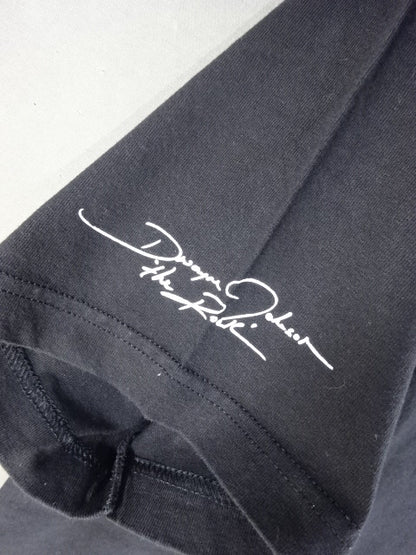 Dwayne Johnson
"the Rock"